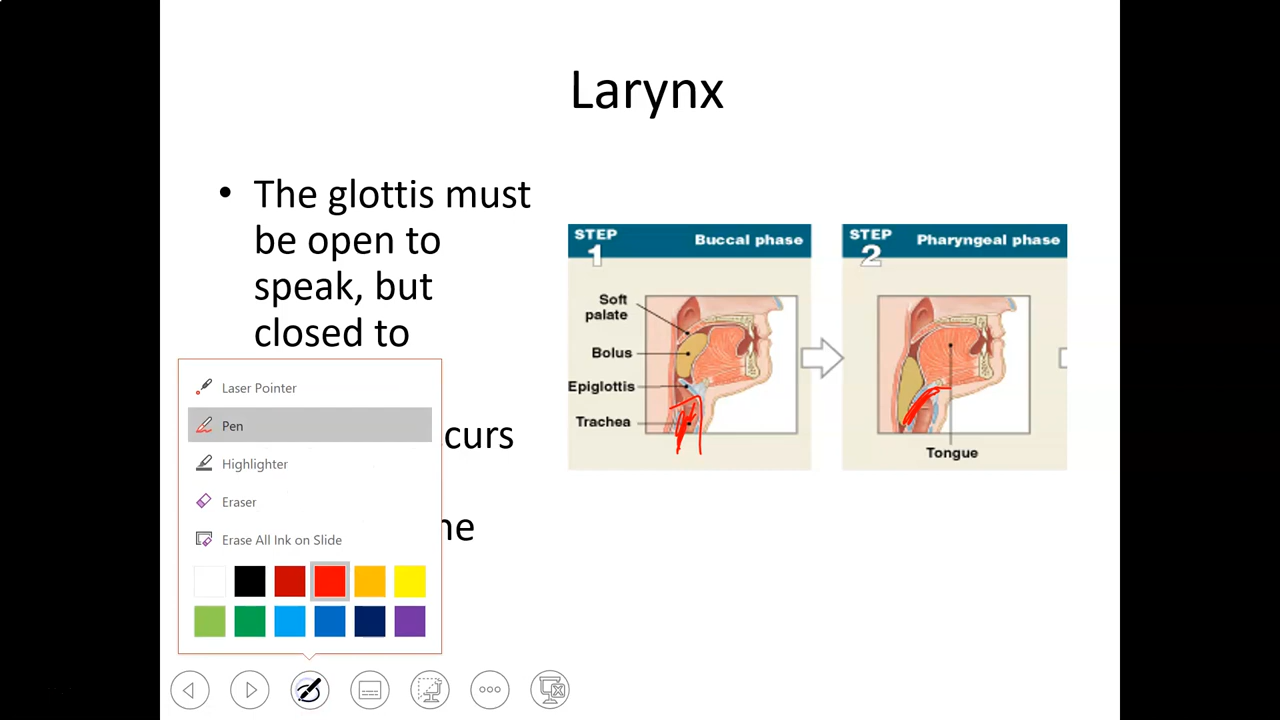 Larynx
• The glottis must
be open to
speak, but
closed to
curs
he
Laser Pointer
Pen
Highlighter
Eraser
Erase All Ink on Slide
STEP
1
Buccal phase
Soft
palate
Bolus
Epiglottis
Trachea
STEP
2
Pharyngeal phase
Tongue